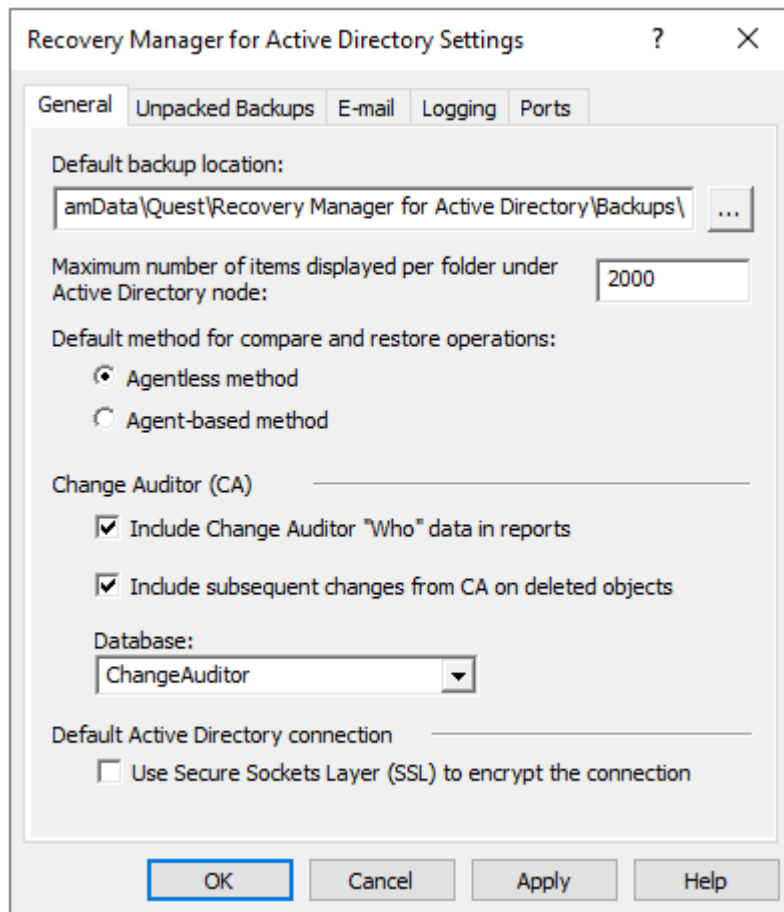 Recovery Manager for Active Directory Settings ? ×
General Unpacked Backups E-mail Logging Ports
Default backup location:
amData\Quest\Recovery Manager for Active Directory\Backups\ ...
Maximum number of items displayed per folder under
Active Directory node:
2000
Default method for compare and restore operations:
Agentless method
Agent-based method
Change Auditor (CA)
Include Change Auditor "Who" data in reports
Include subsequent changes from CA on deleted objects
Database:
ChangeAuditor
Default Active Directory connection
Use Secure Sockets Layer (SSL) to encrypt the connection
OK Cancel Apply Help